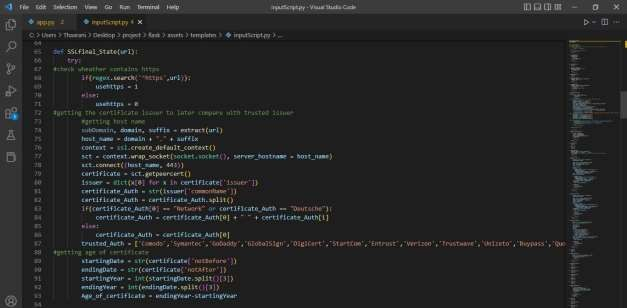 File Edit Selection View Go Run Terminal Help inputScript.py - Visual Studio Code
app.py 2 inputScript.py 4
C: > Users > Tharani > Desktop > project > flask > assets > templates > inputScript.py > ...
64
65 def SSLfinal_State(url):
66 try:
67 #check wheather contains https
68 if(regex.search('^https',url)):
69 usehttps = 1
70 else:
71 usehttps = 0
72 #getting the certificate issuer to later compare with trusted issuer
73 #getting host name
74 subDomain, domain, suffix = extract(url)
75 host_name = domain + "." + suffix
76 context = ssl.create_default_context()
77 sct = context.wrap_socket(socket.socket(), server_hostname = host_name)
78 sct.connect((host_name, 443))
79 certificate = sct.getpeercert()
80 issuer = dict(x[0] for x in certificate['issuer'])
81 certificate_Auth = str(issuer['commonName'])
82 certificate_Auth = certificate_Auth.split()
83 if(certificate_Auth[0] == "Network" or certificate_Auth == "Deutsche"):
84 certificate_Auth = certificate_Auth[0] + " " + certificate_Auth[1]
85 else:
86 certificate_Auth = certificate_Auth[0]
87 trusted_Auth = ['Comodo','Symantec','GoDaddy','GlobalSign','DigiCert','StartCom','Entrust','Verizon','Trustwave','Unizeto','Buypass','Quo
88 #getting age of certificate
89 startingDate = str(certificate['notBefore'])
90 endingDate = str(certificate['notAfter'])
91 startingYear = int(startingDate.split()[3])
92 endingYear = int(endingDate.split()[3])
93 Age_of_certificate = endingYear-startingYear
94